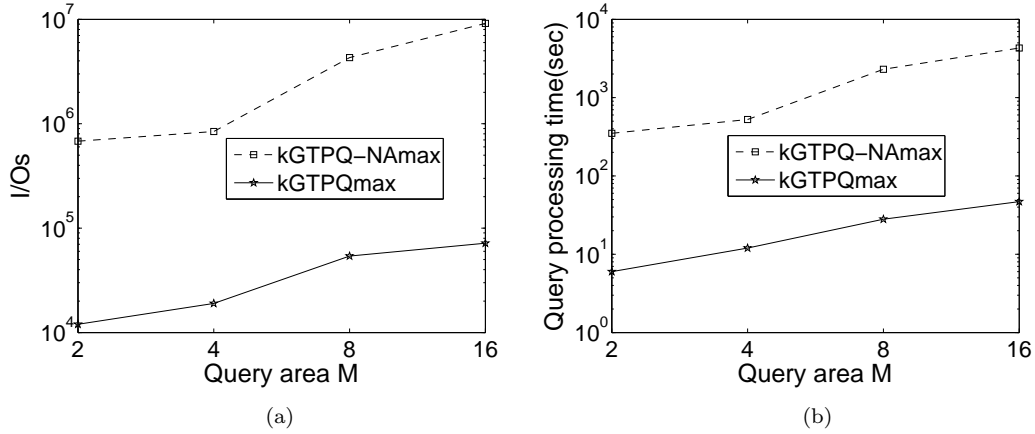 10^7
10^6
10^5
10^4
I/Os
kGTPQ−NAmax
kGTPQmax
2 4 8 16
Query area M
(a)
10^4
10^3
10^2
10^1
10^0
Query processing time(sec)
kGTPQ−NAmax
kGTPQmax
2 4 8 16
Query area M
(b)